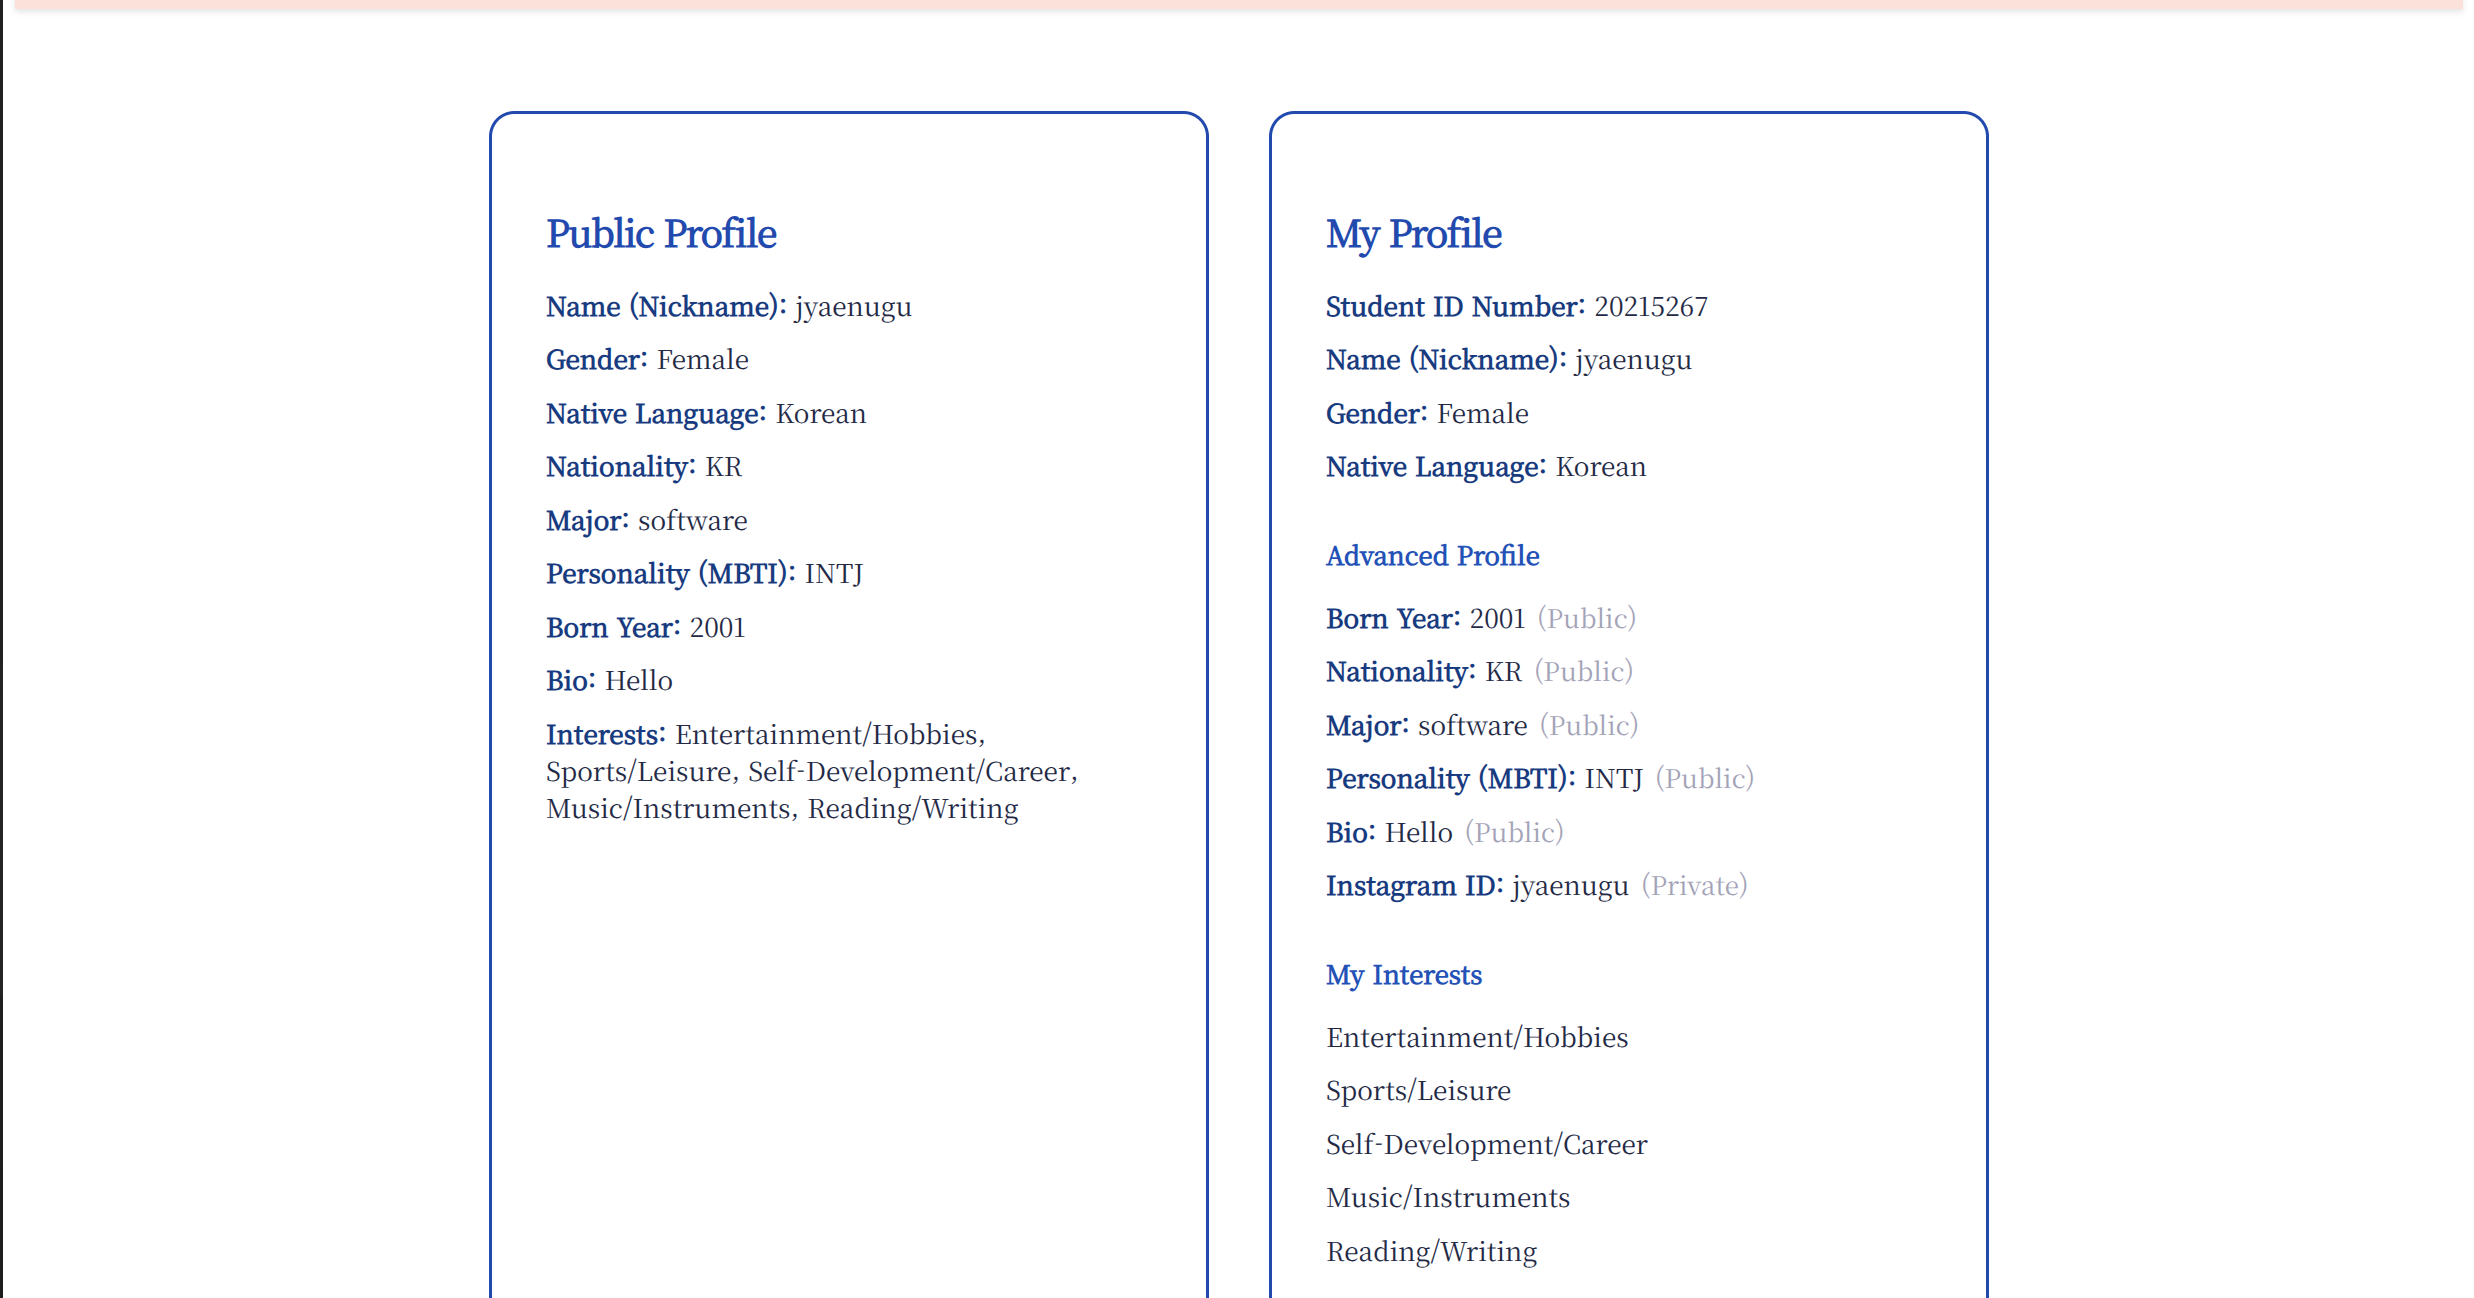 Public Profile
Name (Nickname): jyaenugu
Gender: Female
Native Language: Korean
Nationality: KR
Major: software
Personality (MBTI): INTJ
Born Year: 2001
Bio: Hello
Interests: Entertainment/Hobbies,
Sports/Leisure, Self-Development/Career,
Music/Instruments, Reading/Writing
My Profile
Student ID Number: 20215267
Name (Nickname): jyaenugu
Gender: Female
Native Language: Korean
Advanced Profile
Born Year: 2001 (Public)
Nationality: KR (Public)
Major: software (Public)
Personality (MBTI): INTJ (Public)
Bio: Hello (Public)
Instagram ID: jyaenugu (Private)
My Interests
Entertainment/Hobbies
Sports/Leisure
Self-Development/Career
Music/Instruments
Reading/Writing